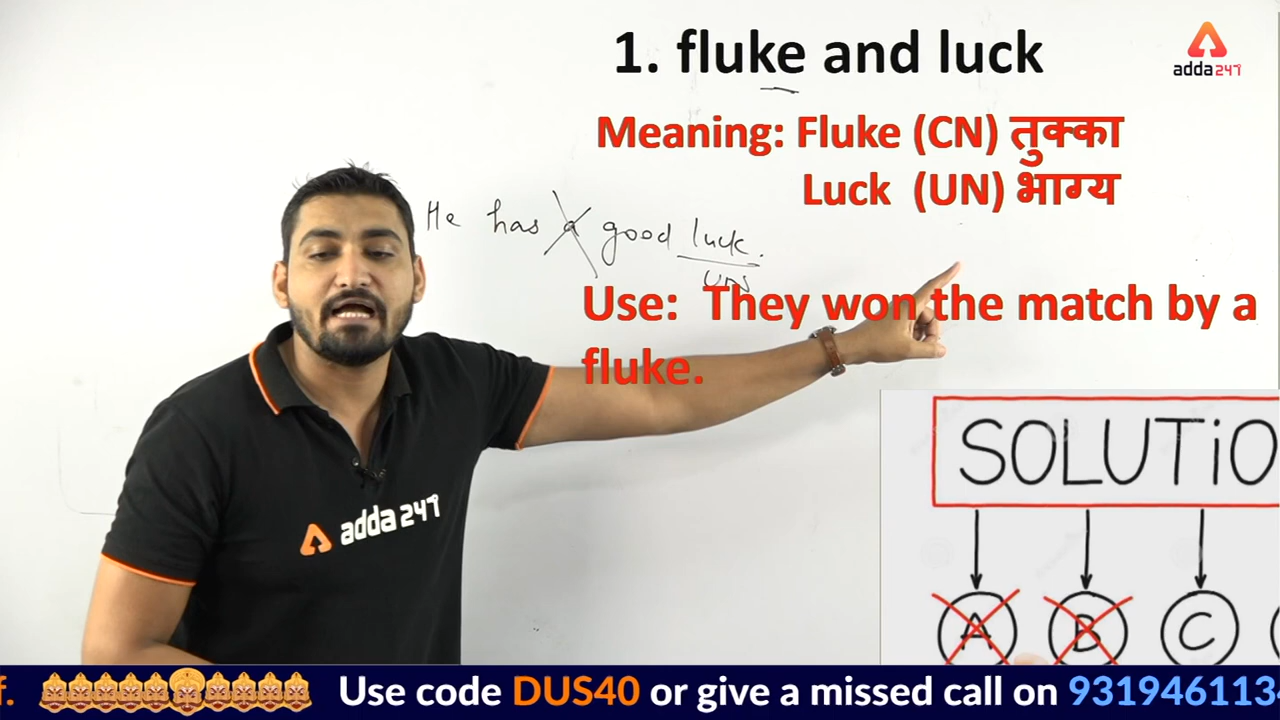 1. fluke and luck
adda247
Meaning: Fluke (CN) तुक्का
Luck (UN) भाग्य
He has a good luck.
UN
Use: They won the match by a
fluke.
SOLUTiO
A B C
adda247
f. Use code DUS40 or give a missed call on 931946113